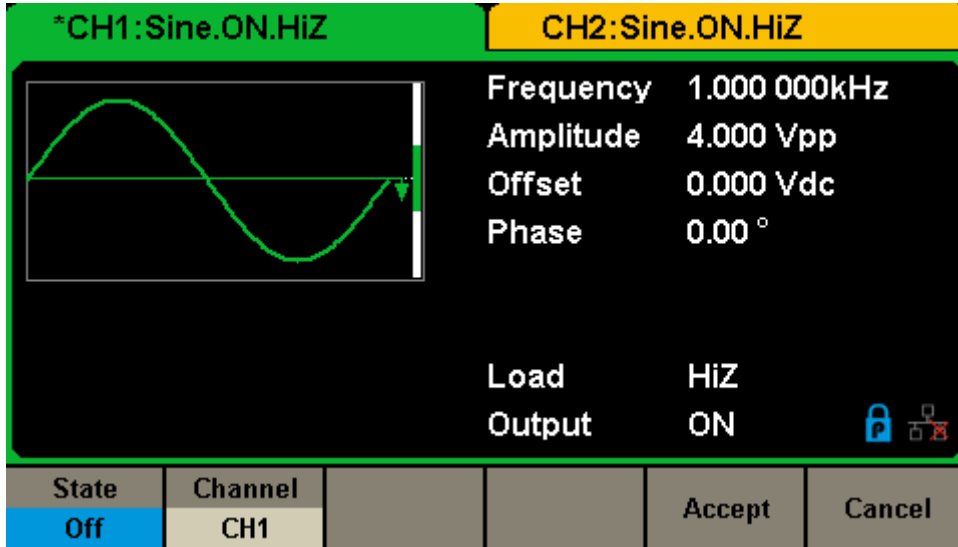 *CH1:Sine.ON.HiZ CH2:Sine.ON.HiZ
Frequency 1.000 000kHz
Amplitude 4.000 Vpp
Offset 0.000 Vdc
Phase 0.00 °
Load HiZ
Output ON
P
State Channel Accept Cancel
Off CH1